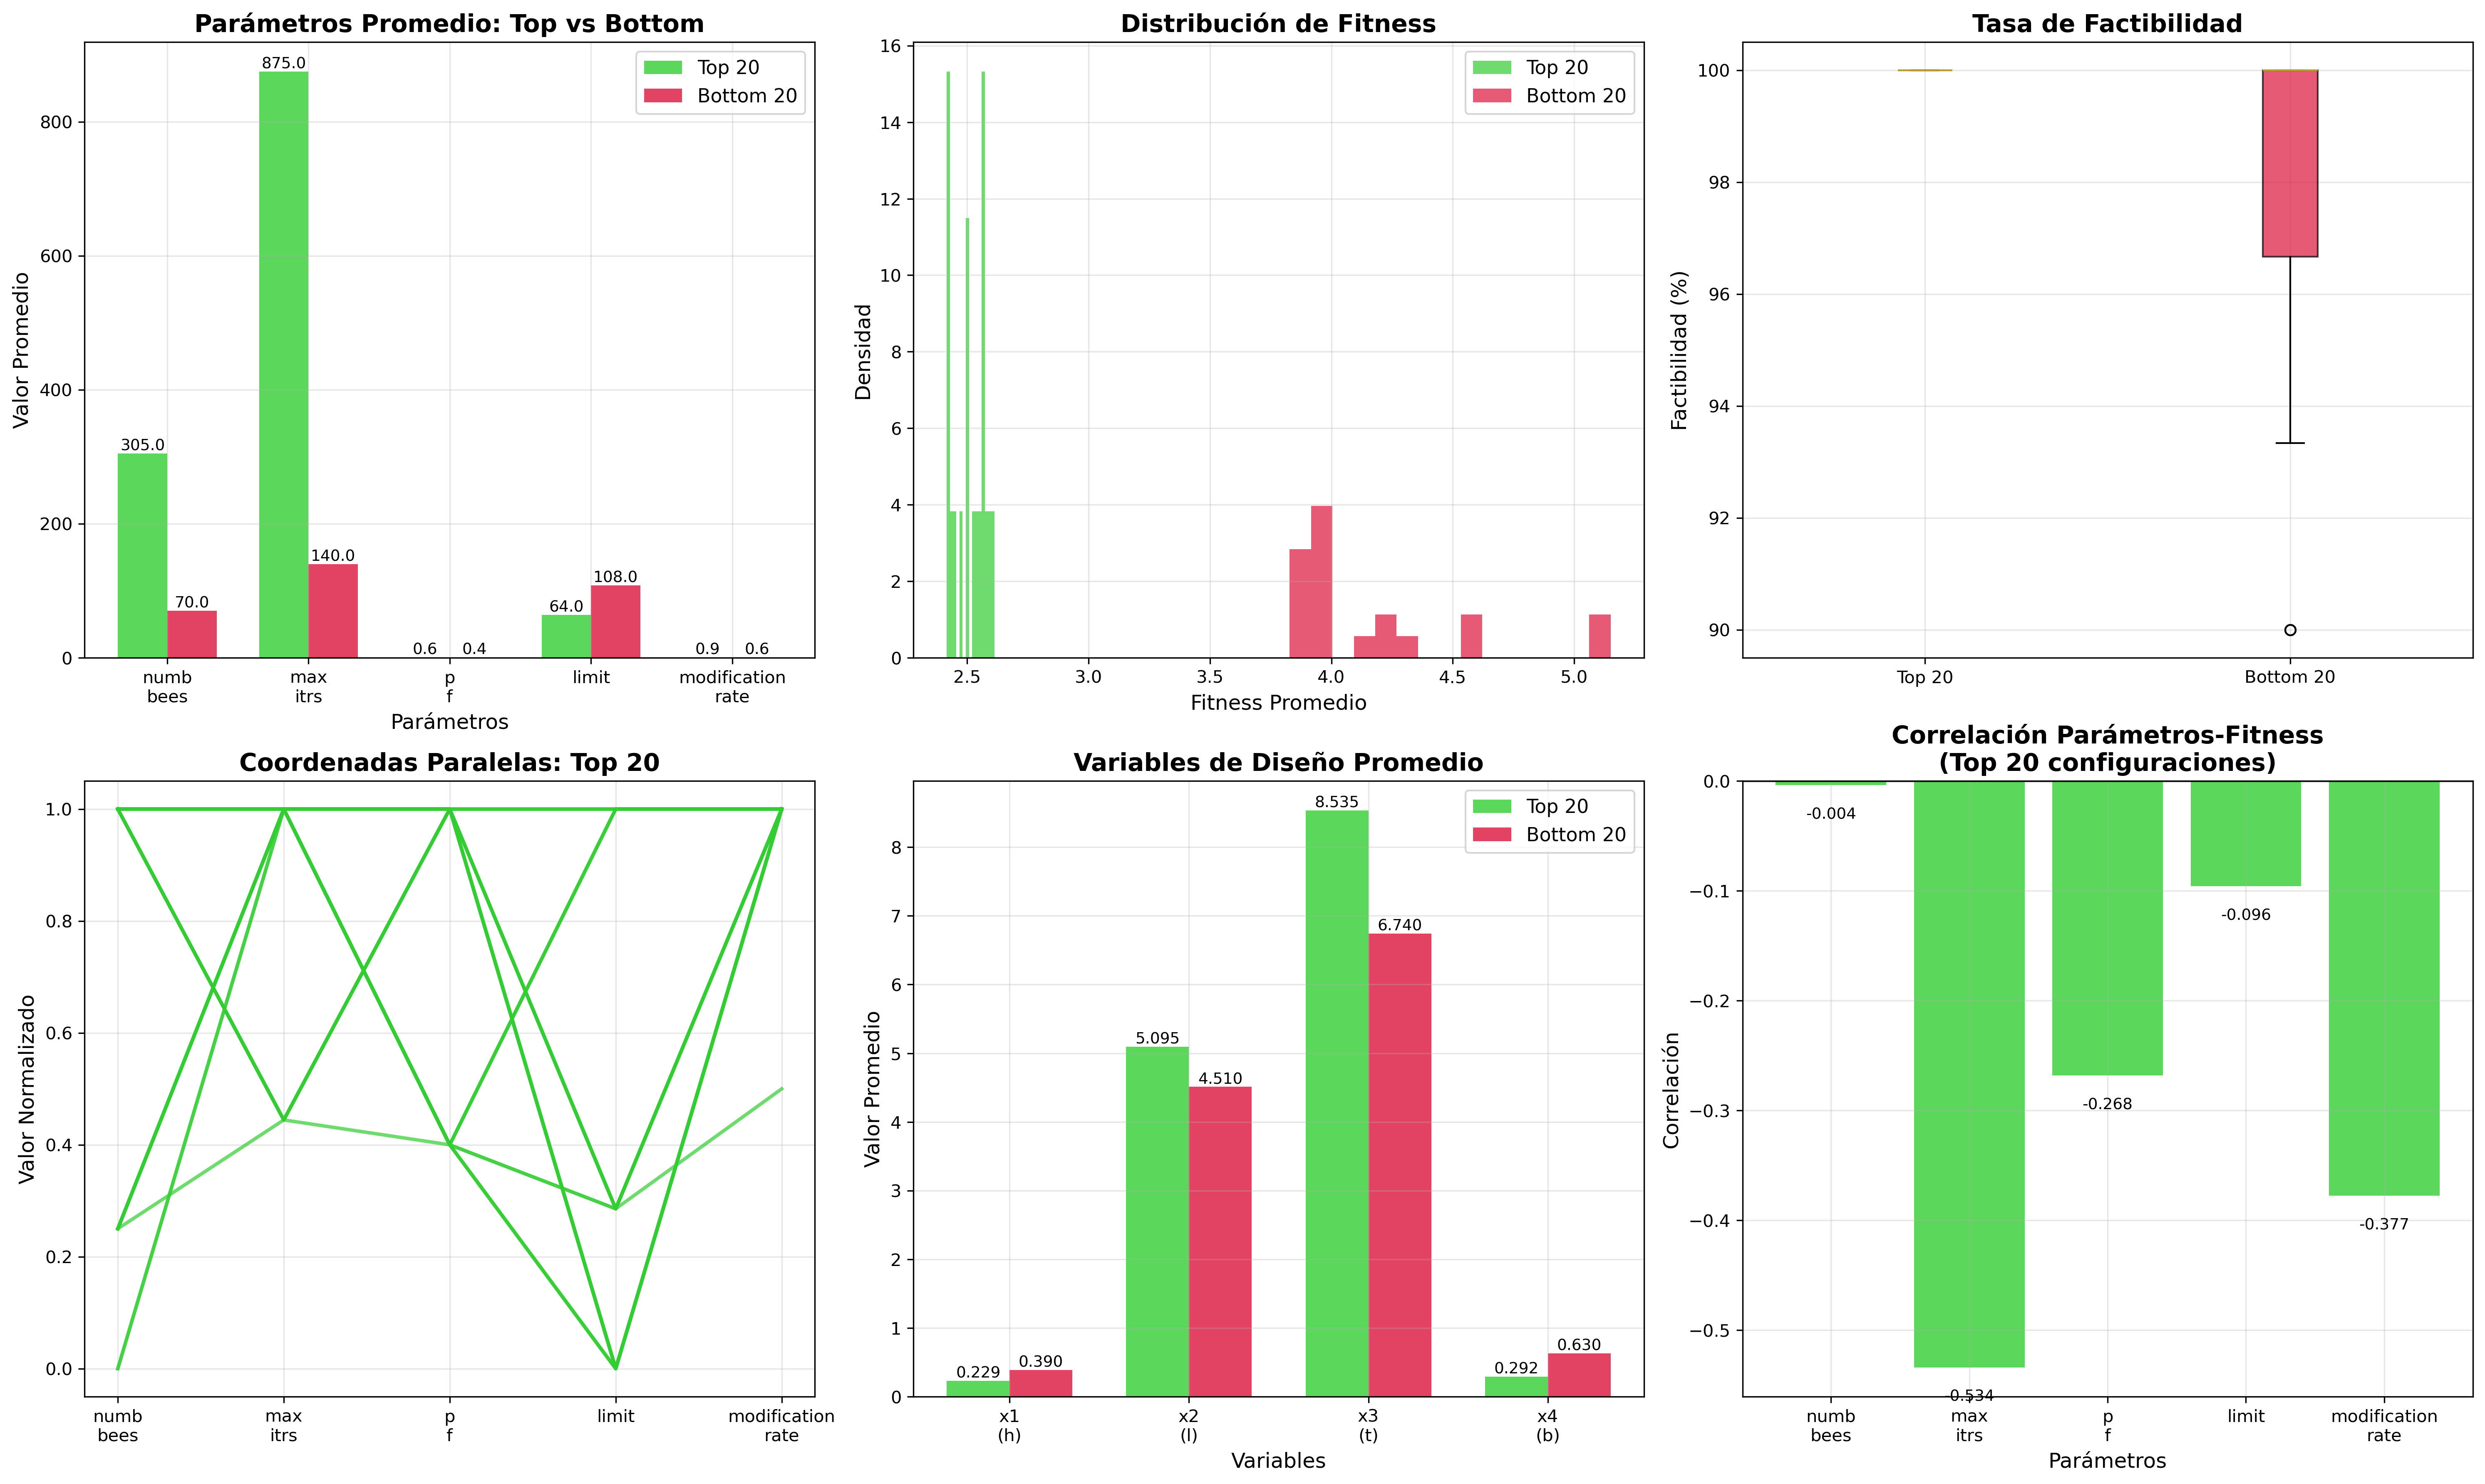 Parámetros Promedio: Top vs Bottom
Valor Promedio
800
600
400
200
0
Top 20
Bottom 20
305.0
70.0
875.0
140.0
0.6
0.4
64.0
108.0
0.9
0.6
numb
bees
max
itrs
p
f
limit
modification
rate
Parámetros
Distribución de Fitness
Densidad
16
14
12
10
8
6
4
2
0
Top 20
Bottom 20
2.5
3.0
3.5
4.0
4.5
5.0
Fitness Promedio
Tasa de Factibilidad
Factibilidad (%)
100
98
96
94
92
90
Top 20
Bottom 20
Coordenadas Paralelas: Top 20
Valor Normalizado
1.0
0.8
0.6
0.4
0.2
0.0
numb
bees
max
itrs
p
f
limit
modification
rate
Variables de Diseño Promedio
Valor Promedio
8
7
6
5
4
3
2
1
0
Top 20
Bottom 20
0.229
0.390
5.095
4.510
8.535
6.740
0.292
0.630
x1
(h)
x2
(l)
x3
(t)
x4
(b)
Variables
Correlación Parámetros-Fitness
(Top 20 configuraciones)
Correlación
0.0
−0.1
−0.2
−0.3
−0.4
−0.5
-0.004
-0.534
-0.268
-0.096
-0.377
numb
bees
max
itrs
p
f
limit
modification
rate
Parámetros